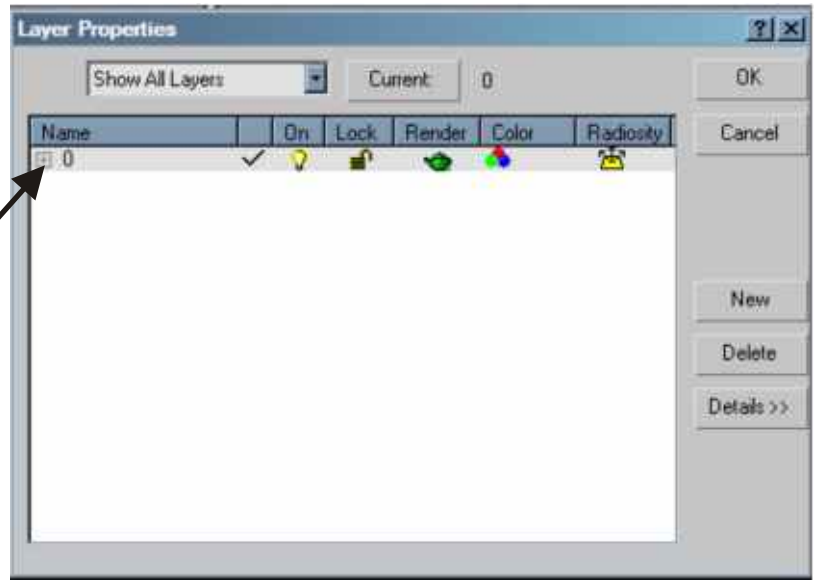 Layer Properties
Show All Layers Current: 0 OK
Name On Lock Render Color Radiosity Cancel
0
New
Delete
Details >>